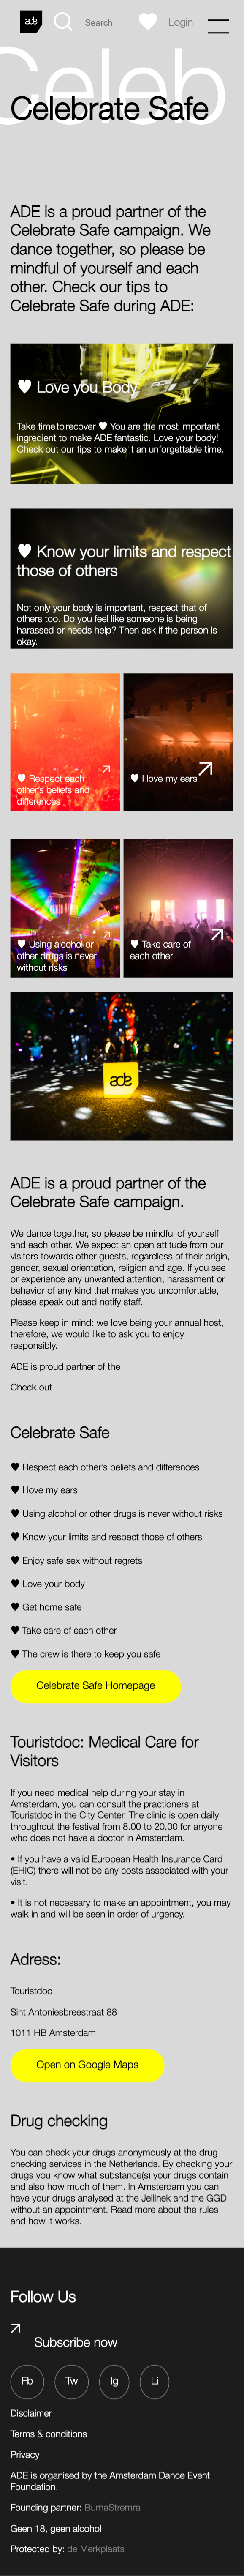 ade
Search
Login
Celeb
Celebrate Safe
ADE is a proud partner of the
Celebrate Safe campaign. We
dance together, so please be
mindful of yourself and each
other. Check our tips to
Celebrate Safe during ADE:
♥ Love you Body
Take time to recover ♥ You are the most important
ingredient to make ADE fantastic. Love your body!
Check out our tips to make it an unforgettable time.
♥ Know your limits and respect
those of others
Not only your body is important, respect that of
others too. Do you feel like someone is being
harassed or needs help? Then ask if the person is
okay.
♥ Respect each
other's beliefs and
differences
♥ I love my ears
♥ Using alcohol or
other drugs is never
without risks
♥ Take care of
each other
ade
ADE is a proud partner of the
Celebrate Safe campaign.
We dance together, so please be mindful of yourself
and each other. We expect an open attitude from our
visitors towards other guests, regardless of their origin,
gender, sexual orientation, religion and age. If you see
or experience any unwanted attention, harassment or
behavior of any kind that makes you uncomfortable,
please speak out and notify staff.
Please keep in mind: we love being your annual host,
therefore, we would like to ask you to enjoy
responsibly.
ADE is proud partner of the
Check out
Celebrate Safe
♥ Respect each other's beliefs and differences
♥ I love my ears
♥ Using alcohol or other drugs is never without risks
♥ Know your limits and respect those of others
♥ Enjoy safe sex without regrets
♥ Love your body
♥ Get home safe
♥ Take care of each other
♥ The crew is there to keep you safe
Celebrate Safe Homepage
Touristdoc: Medical Care for
Visitors
If you need medical help during your stay in
Amsterdam, you can consult the practioners at
Touristdoc in the City Center. The clinic is open daily
throughout the festival from 8.00 to 20.00 for anyone
who does not have a doctor in Amsterdam.
• If you have a valid European Health Insurance Card
(EHIC) there will not be any costs associated with your
visit.
• It is not necessary to make an appointment, you may
walk in and will be seen in order of urgency.
Adress:
Touristdoc
Sint Antoniesbreestraat 88
1011 HB Amsterdam
Open on Google Maps
Drug checking
You can check your drugs anonymously at the drug
checking services in the Netherlands. By checking your
drugs you know what substance(s) your drugs contain
and also how much of them. In Amsterdam you can
have your drugs analysed at the Jellinek and the GGD
without an appointment. Read more about the results
and how it works.
Follow Us
Subscribe now
Fb
Tw
Ig
Li
Disclaimer
Terms & conditions
Privacy
ADE is organised by the Amsterdam Dance Event
Foundation.
Founding partner: BumaStremra
Geen 18, geen alcohol
Protected by: de Merkplaats